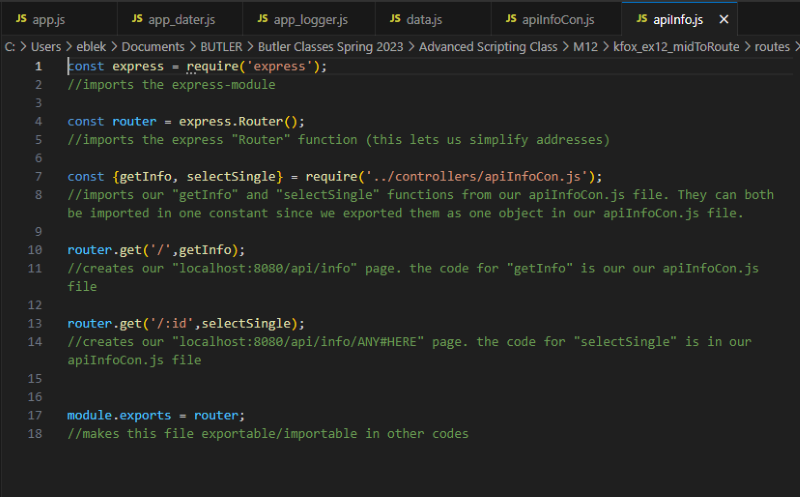 JS app.js JS app_dater.js JS app_logger.js JS data.js JS apiInfoCon.js JS apiInfo.js ×
C: > Users > eblek > Documents > BUTLER > Butler Classes Spring 2023 > Advanced Scripting Class > M12 > kfox_ex12_midToRoute > routes >
1 const express = require('express');
2 //imports the express-module
3
4 const router = express.Router();
5 //imports the express "Router" function (this lets us simplify addresses)
6
7 const {getInfo, selectSingle} = require('../controllers/apiInfoCon.js');
8 //imports our "getInfo" and "selectSingle" functions from our apiInfoCon.js file. They can both
be imported in one constant since we exported them as one object in our apiInfoCon.js file.
9
10 router.get('/',getInfo);
11 //creates our "localhost:8080/api/info" page. the code for "getInfo" is our our apiInfoCon.js
file
12
13 router.get('/:id',selectSingle);
14 //creates our "localhost:8080/api/info/ANY#HERE" page. the code for "selectSingle" is in our
apiInfoCon.js file
15
16
17 module.exports = router;
18 //makes this file exportable/importable in other codes